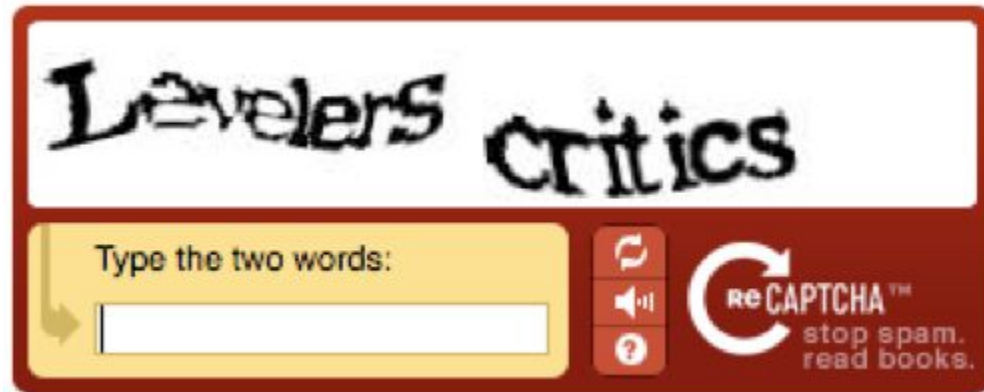 Levelers critics
Type the two words:
ReCAPTCHA™
stop spam.
read books.